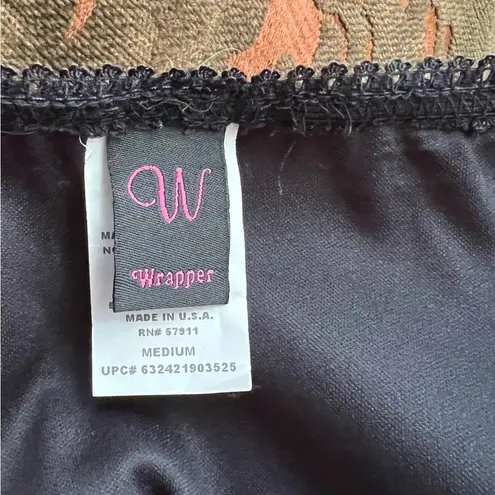 W
Wrapper
MADE IN U.S.A.
RN# 57911
MEDIUM
UPC# 632421903525